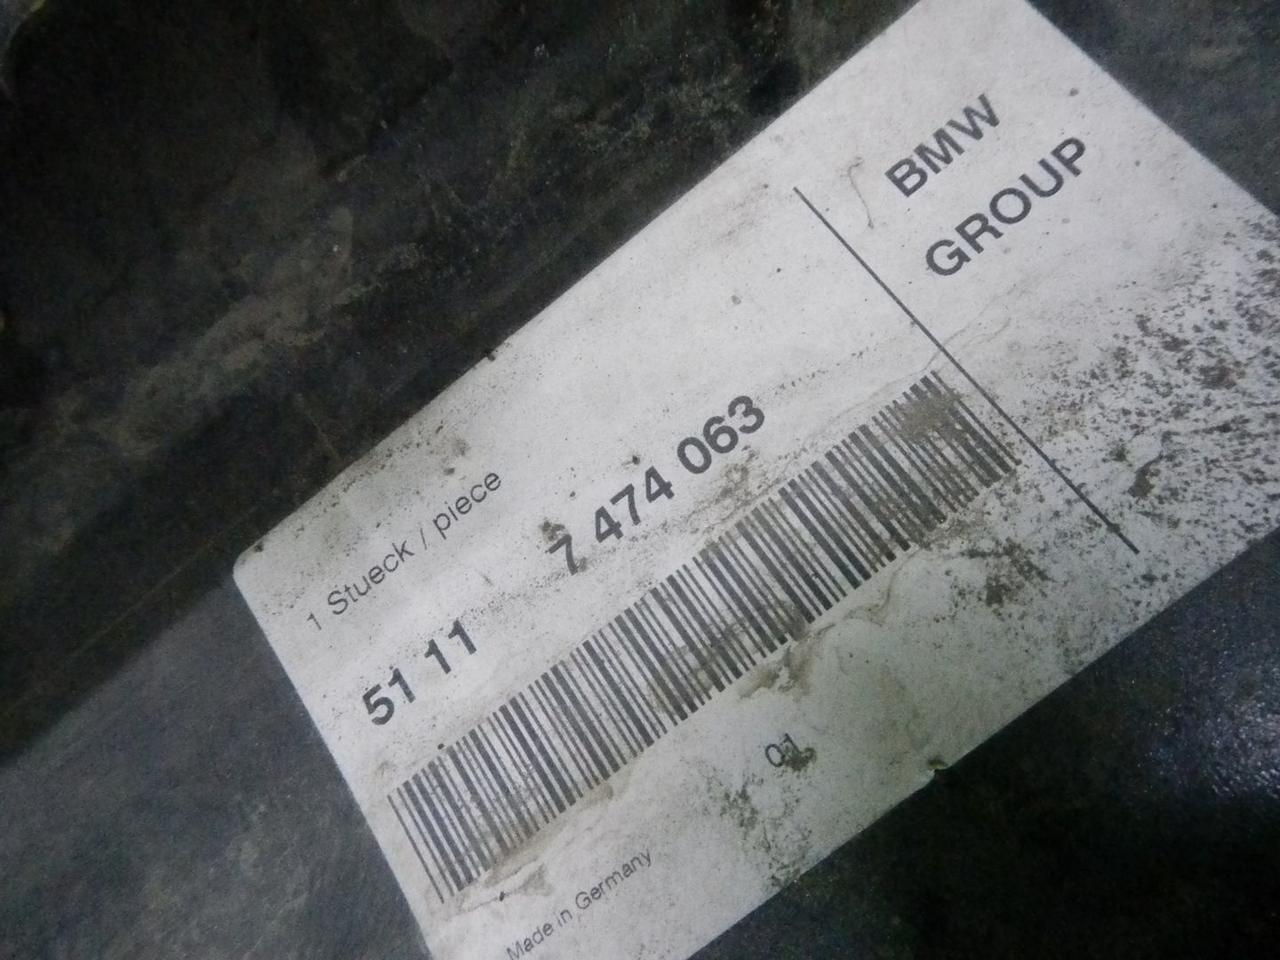 BMW
GROUP
1 Stueck / piece
51 11 7 474 063
01
Made in Germany